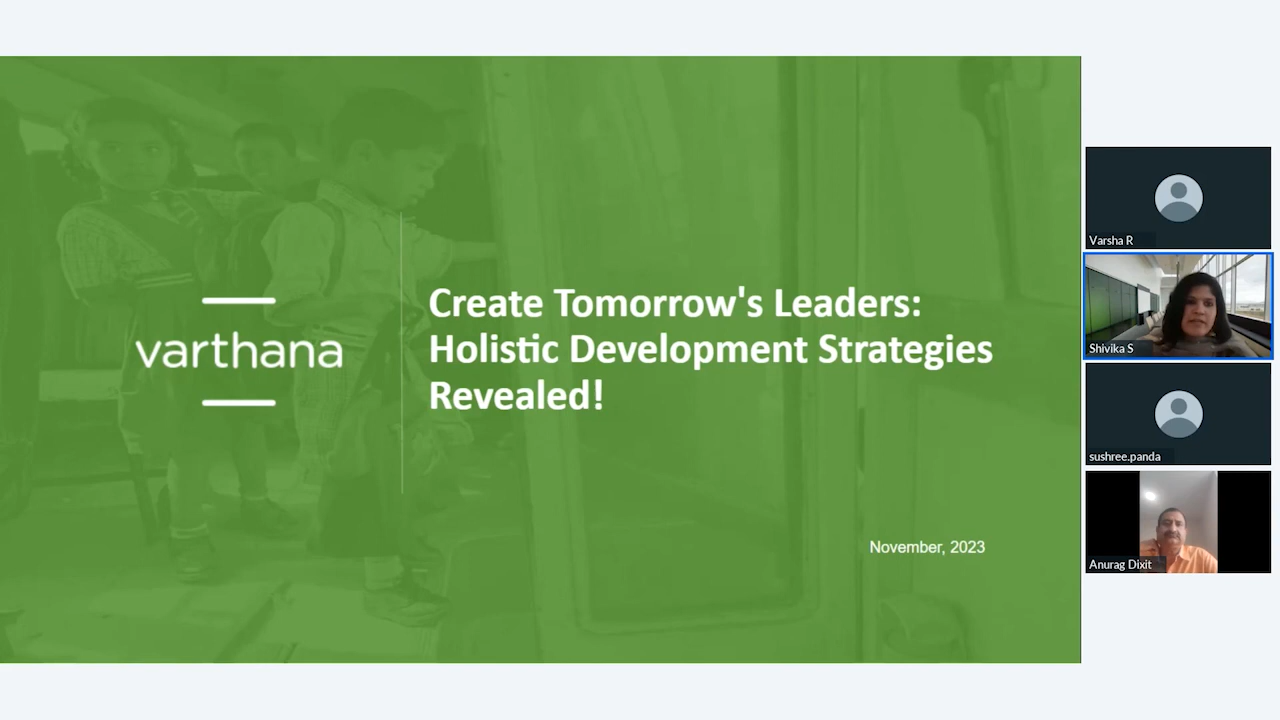 varthana
Create Tomorrow's Leaders:
Holistic Development Strategies
Revealed!
November, 2023
Varsha R
Shivika S
sushree.panda
Anurag Dixit